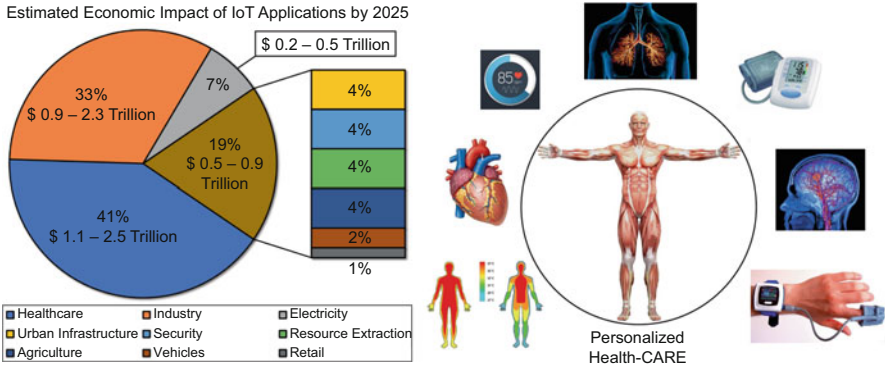 Estimated Economic Impact of IoT Applications by 2025
$ 0.2 – 0.5 Trillion
7%
33%
$ 0.9 – 2.3 Trillion
19%
$ 0.5 – 0.9
Trillion
41%
$ 1.1 – 2.5 Trillion
4%
4%
4%
4%
2%
1%
Healthcare Industry Electricity
Urban Infrastructure Security Resource Extraction
Agriculture Vehicles Retail
85
Personalized
Health-CARE